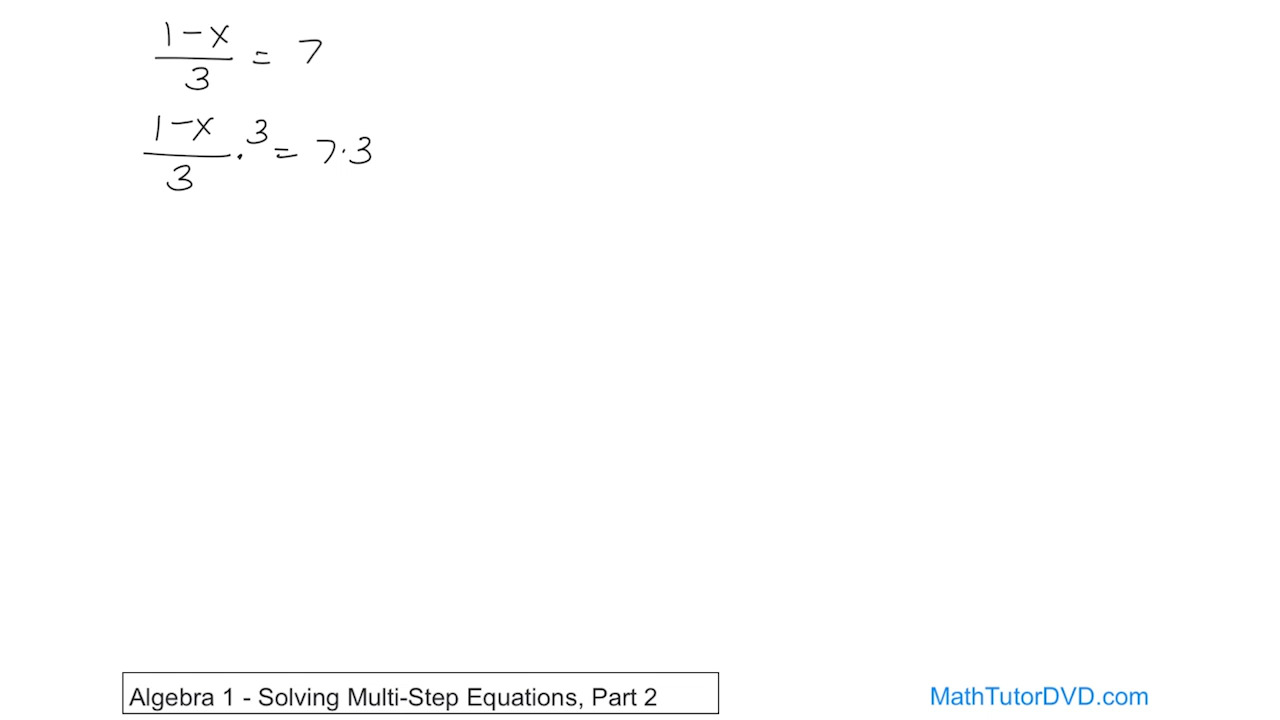 1-x/3 = 7
1-x/3 · 3 = 7·3
Algebra 1 - Solving Multi-Step Equations, Part 2
MathTutorDVD.com